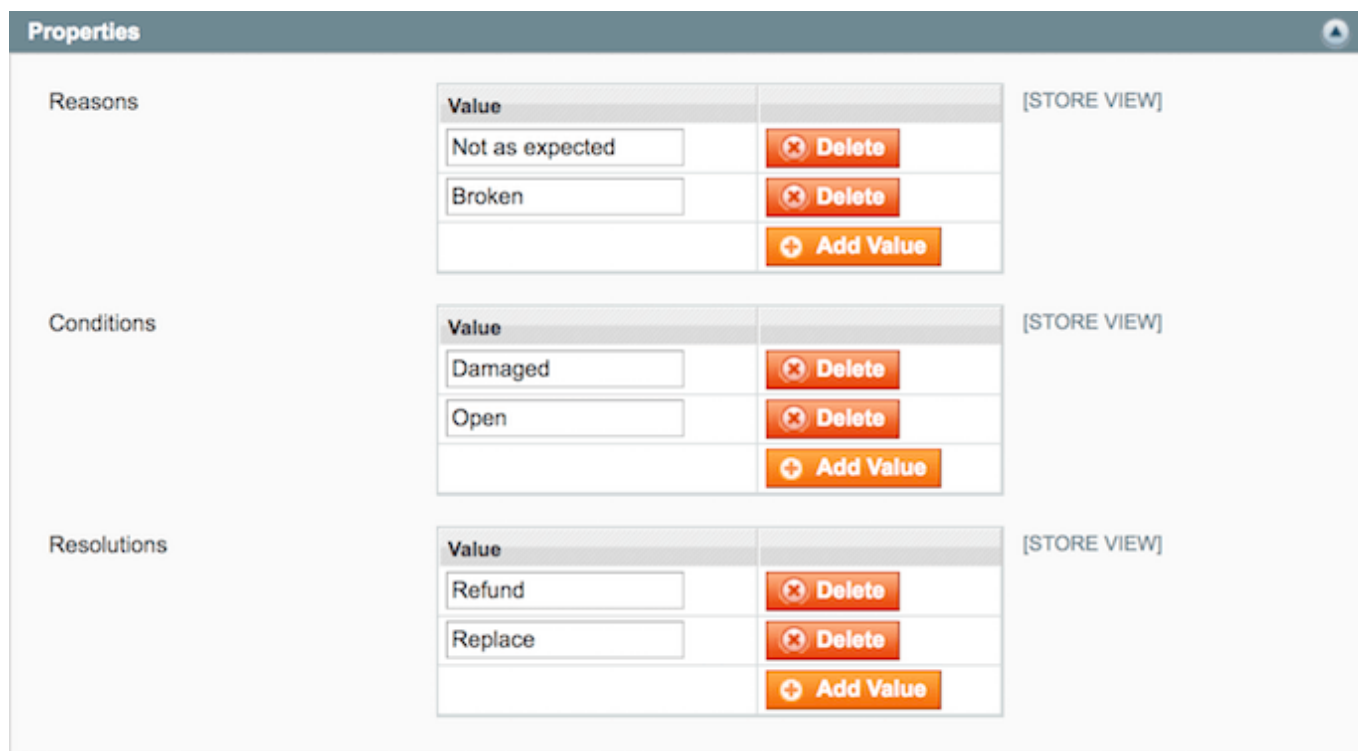 Properties
Reasons
Value
[STORE VIEW]
Not as expected
Delete
Broken
Delete
Add Value
Conditions
Value
[STORE VIEW]
Damaged
Delete
Open
Delete
Add Value
Resolutions
Value
[STORE VIEW]
Refund
Delete
Replace
Delete
Add Value